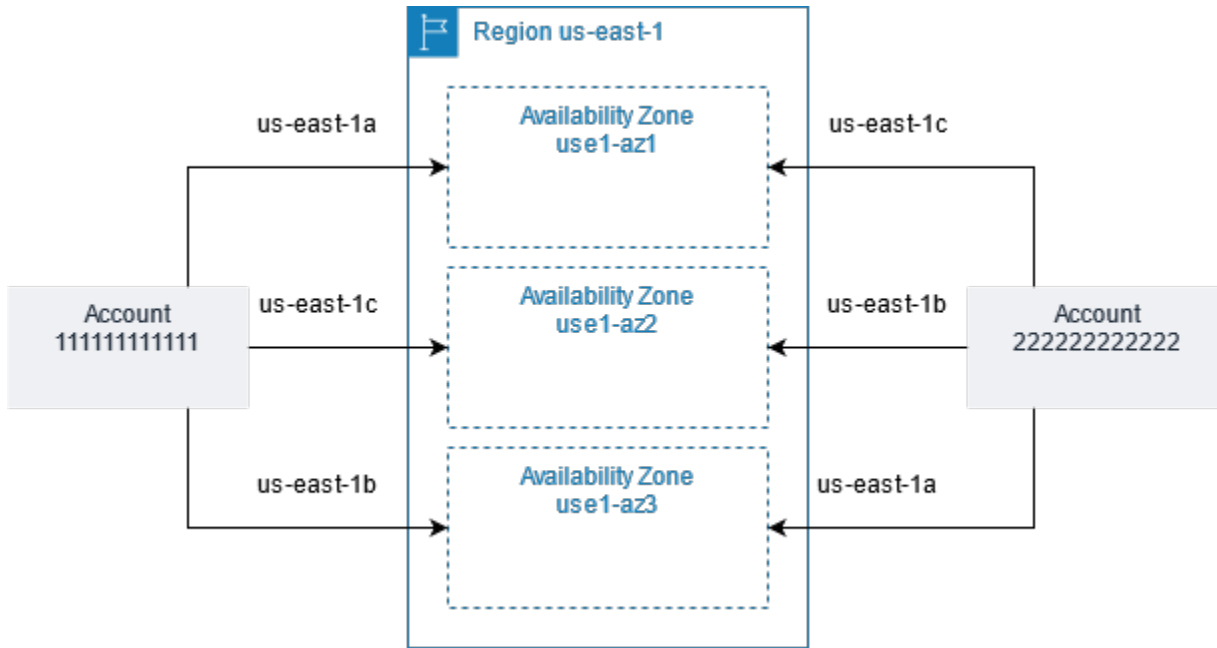 Region us-east-1
us-east-1a
Availability Zone
use1-az1
us-east-1c
Account
111111111111
us-east-1c
Availability Zone
use1-az2
us-east-1b
Account
222222222222
us-east-1b
Availability Zone
use1-az3
us-east-1a